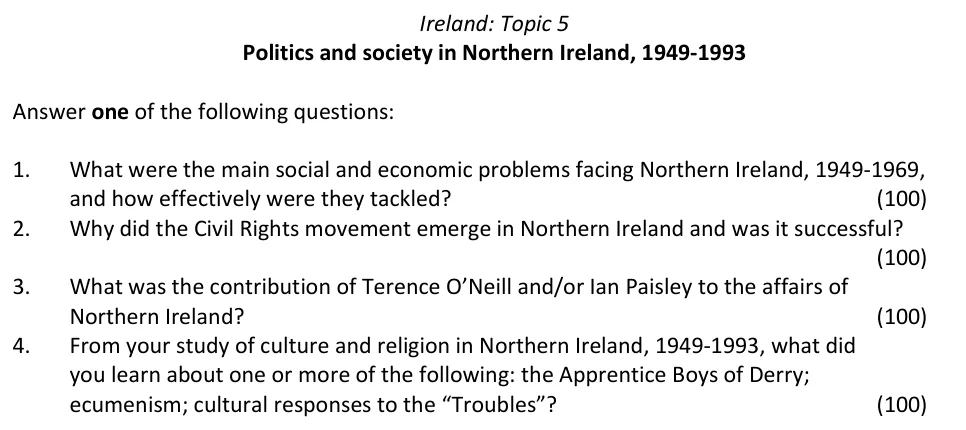 Ireland: Topic 5
Politics and society in Northern Ireland, 1949-1993
Answer one of the following questions:
1. What were the main social and economic problems facing Northern Ireland, 1949-1969,
and how effectively were they tackled? (100)
2. Why did the Civil Rights movement emerge in Northern Ireland and was it successful?
(100)
3. What was the contribution of Terence O’Neill and/or Ian Paisley to the affairs of
Northern Ireland? (100)
4. From your study of culture and religion in Northern Ireland, 1949-1993, what did
you learn about one or more of the following: the Apprentice Boys of Derry;
ecumenism; cultural responses to the “Troubles”? (100)